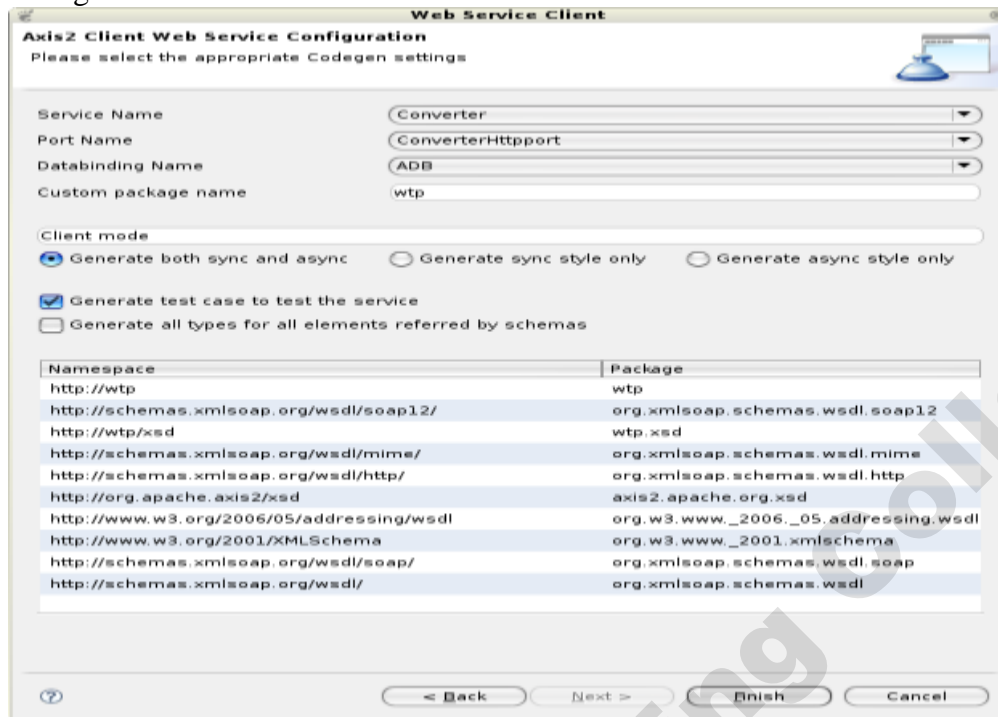 Web Service Client
Axis2 Client Web Service Configuration
Please select the appropriate Codegen settings
Service Name Converter
Port Name ConverterHttpport
Databinding Name ADB
Custom package name wtp
Client mode
Generate both sync and async Generate sync style only Generate async style only
Generate test case to test the service
Generate all types for all elements referred by schemas
Namespace Package
http://wtp wtp
http://schemas.xmlsoap.org/wsdl/soap12/ org.xmlsoap.schemas.wsdl.soap12
http://wtp/xsd wtp.xsd
http://schemas.xmlsoap.org/wsdl/mime/ org.xmlsoap.schemas.wsdl.mime
http://schemas.xmlsoap.org/wsdl/http/ org.xmlsoap.schemas.wsdl.http
http://org.apache.axis2/xsd axis2.apache.org.xsd
http://www.w3.org/2006/05/addressing/wsdl org.w3.www._2006._05.addressing.wsdl
http://www.w3.org/2001/XMLSchema org.w3.www._2001.xmlschema
http://schemas.xmlsoap.org/wsdl/soap/ org.xmlsoap.schemas.wsdl.soap
http://schemas.xmlsoap.org/wsdl/ org.xmlsoap.schemas.wsdl
< Back Next > Finish Cancel